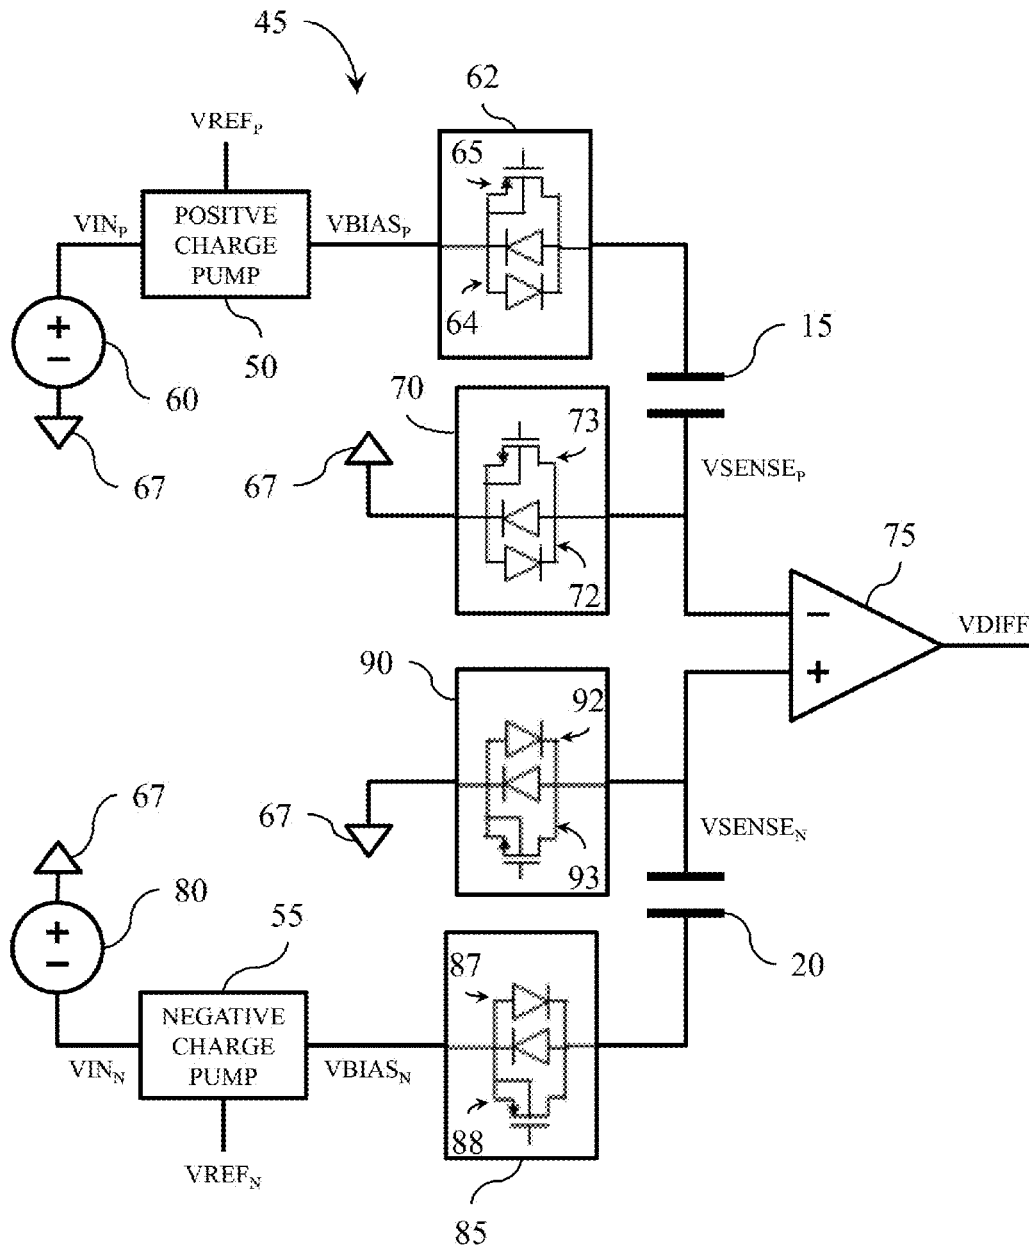 45
62
VREFP
65
VINP
POSITVE
CHARGE
PUMP
VBIASP
64
15
50
60
70
73
67
67
VSENSEP
72
75
VDIFF
−
+
90
92
67
67
93
VSENSEN
80
55
87
20
NEGATIVE
CHARGE
PUMP
VINN
VBIASN
88
VREFN
85
+
−
+
−